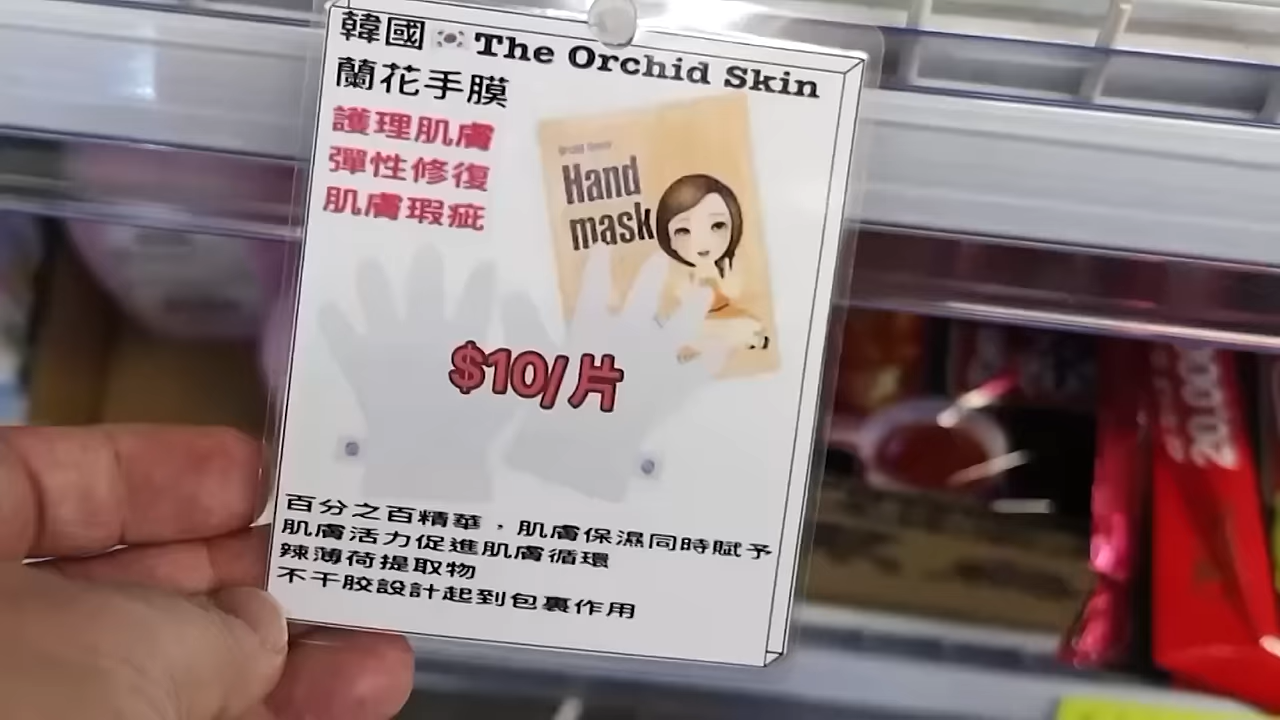 韓國🇰🇷The Orchid Skin
蘭花手膜
護理肌膚
彈性修復
肌膚瑕疵
Hand
mask
$10/片
百分之百精華，肌膚保濕同時賦予
肌膚活力促進肌膚循環
辣薄荷提取物
不干胶設計起到包裹作用
20,000